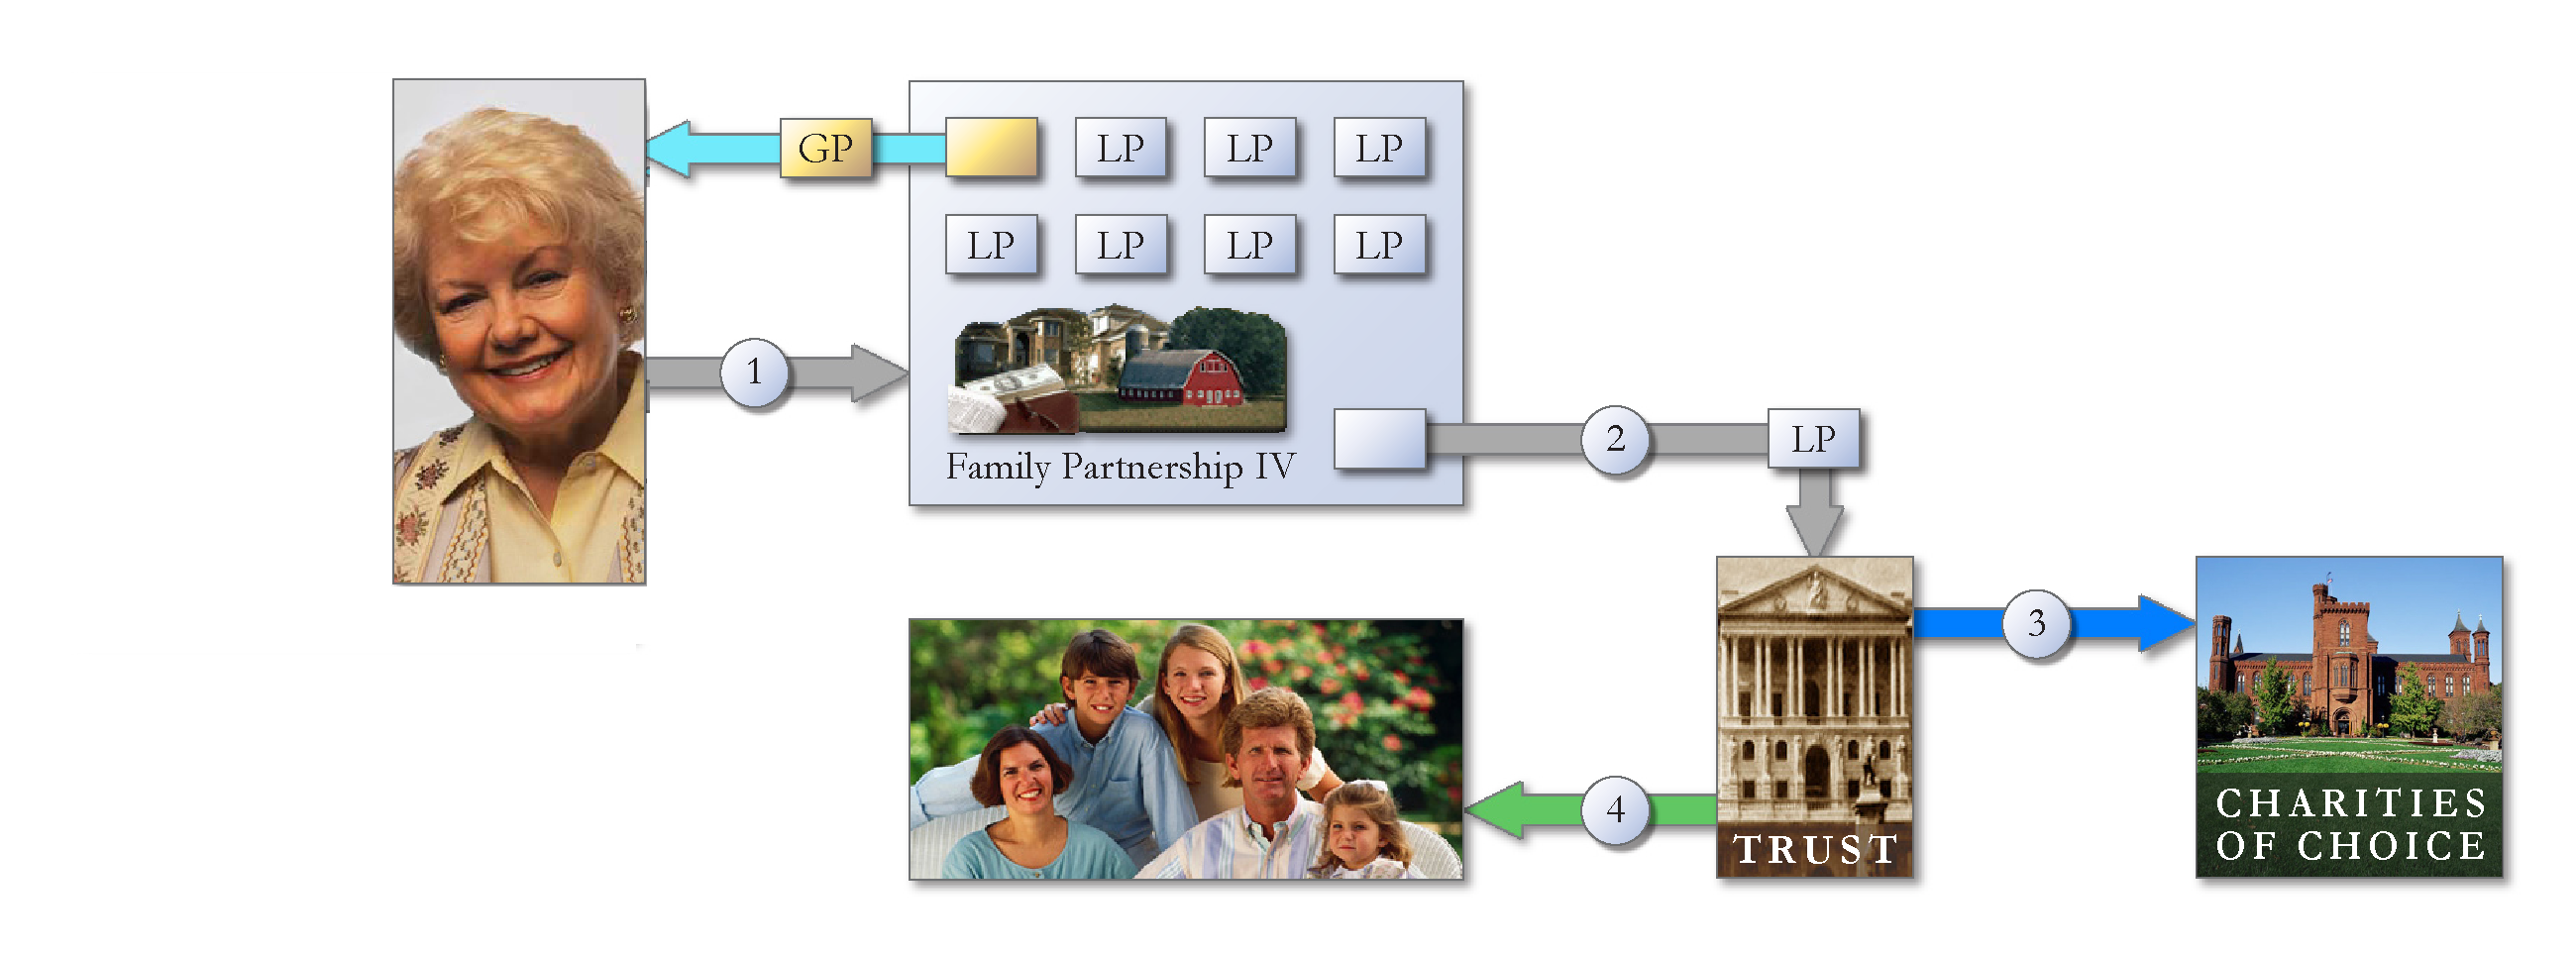 GP
LP LP LP
LP LP LP LP
1
2
LP
Family Partnership IV
3
4
TRUST
CHARITIES
OF CHOICE